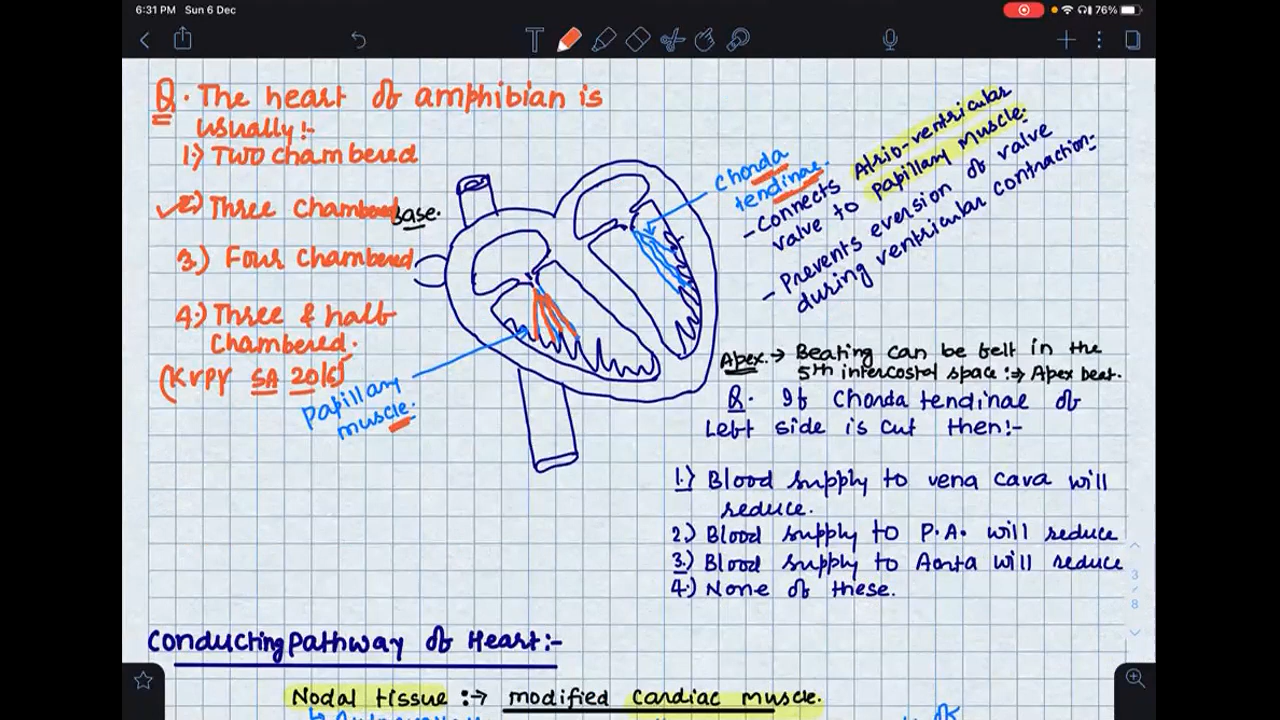 6:31 PM Sun 6 Dec
76%
Q. The heart of amphibian is
usually:-
1.) Two chambered
2.) Three chambered
3.) Four chambered
4.) Three & half
chambered.
(KVPY SA 2015)
Base.
Chorda
tendinae.
- Connects Atrio-ventricular
valve to Papillary Muscle.
- Prevents eversion of valve
during ventricular contraction-
Papillary
muscle.
Apex. → Beating can be felt in the
5th intercostal space :→ Apex beat.
Q. If Chorda tendinae of
Left side is cut then:-
1.) Blood supply to vena cava will
reduce.
2.) Blood supply to P.A. will reduce
3.) Blood supply to Aorta will reduce
4.) None of these.
3
/
8
Conducting Pathway of Heart:-
Nodal tissue :→ modified cardiac muscle.